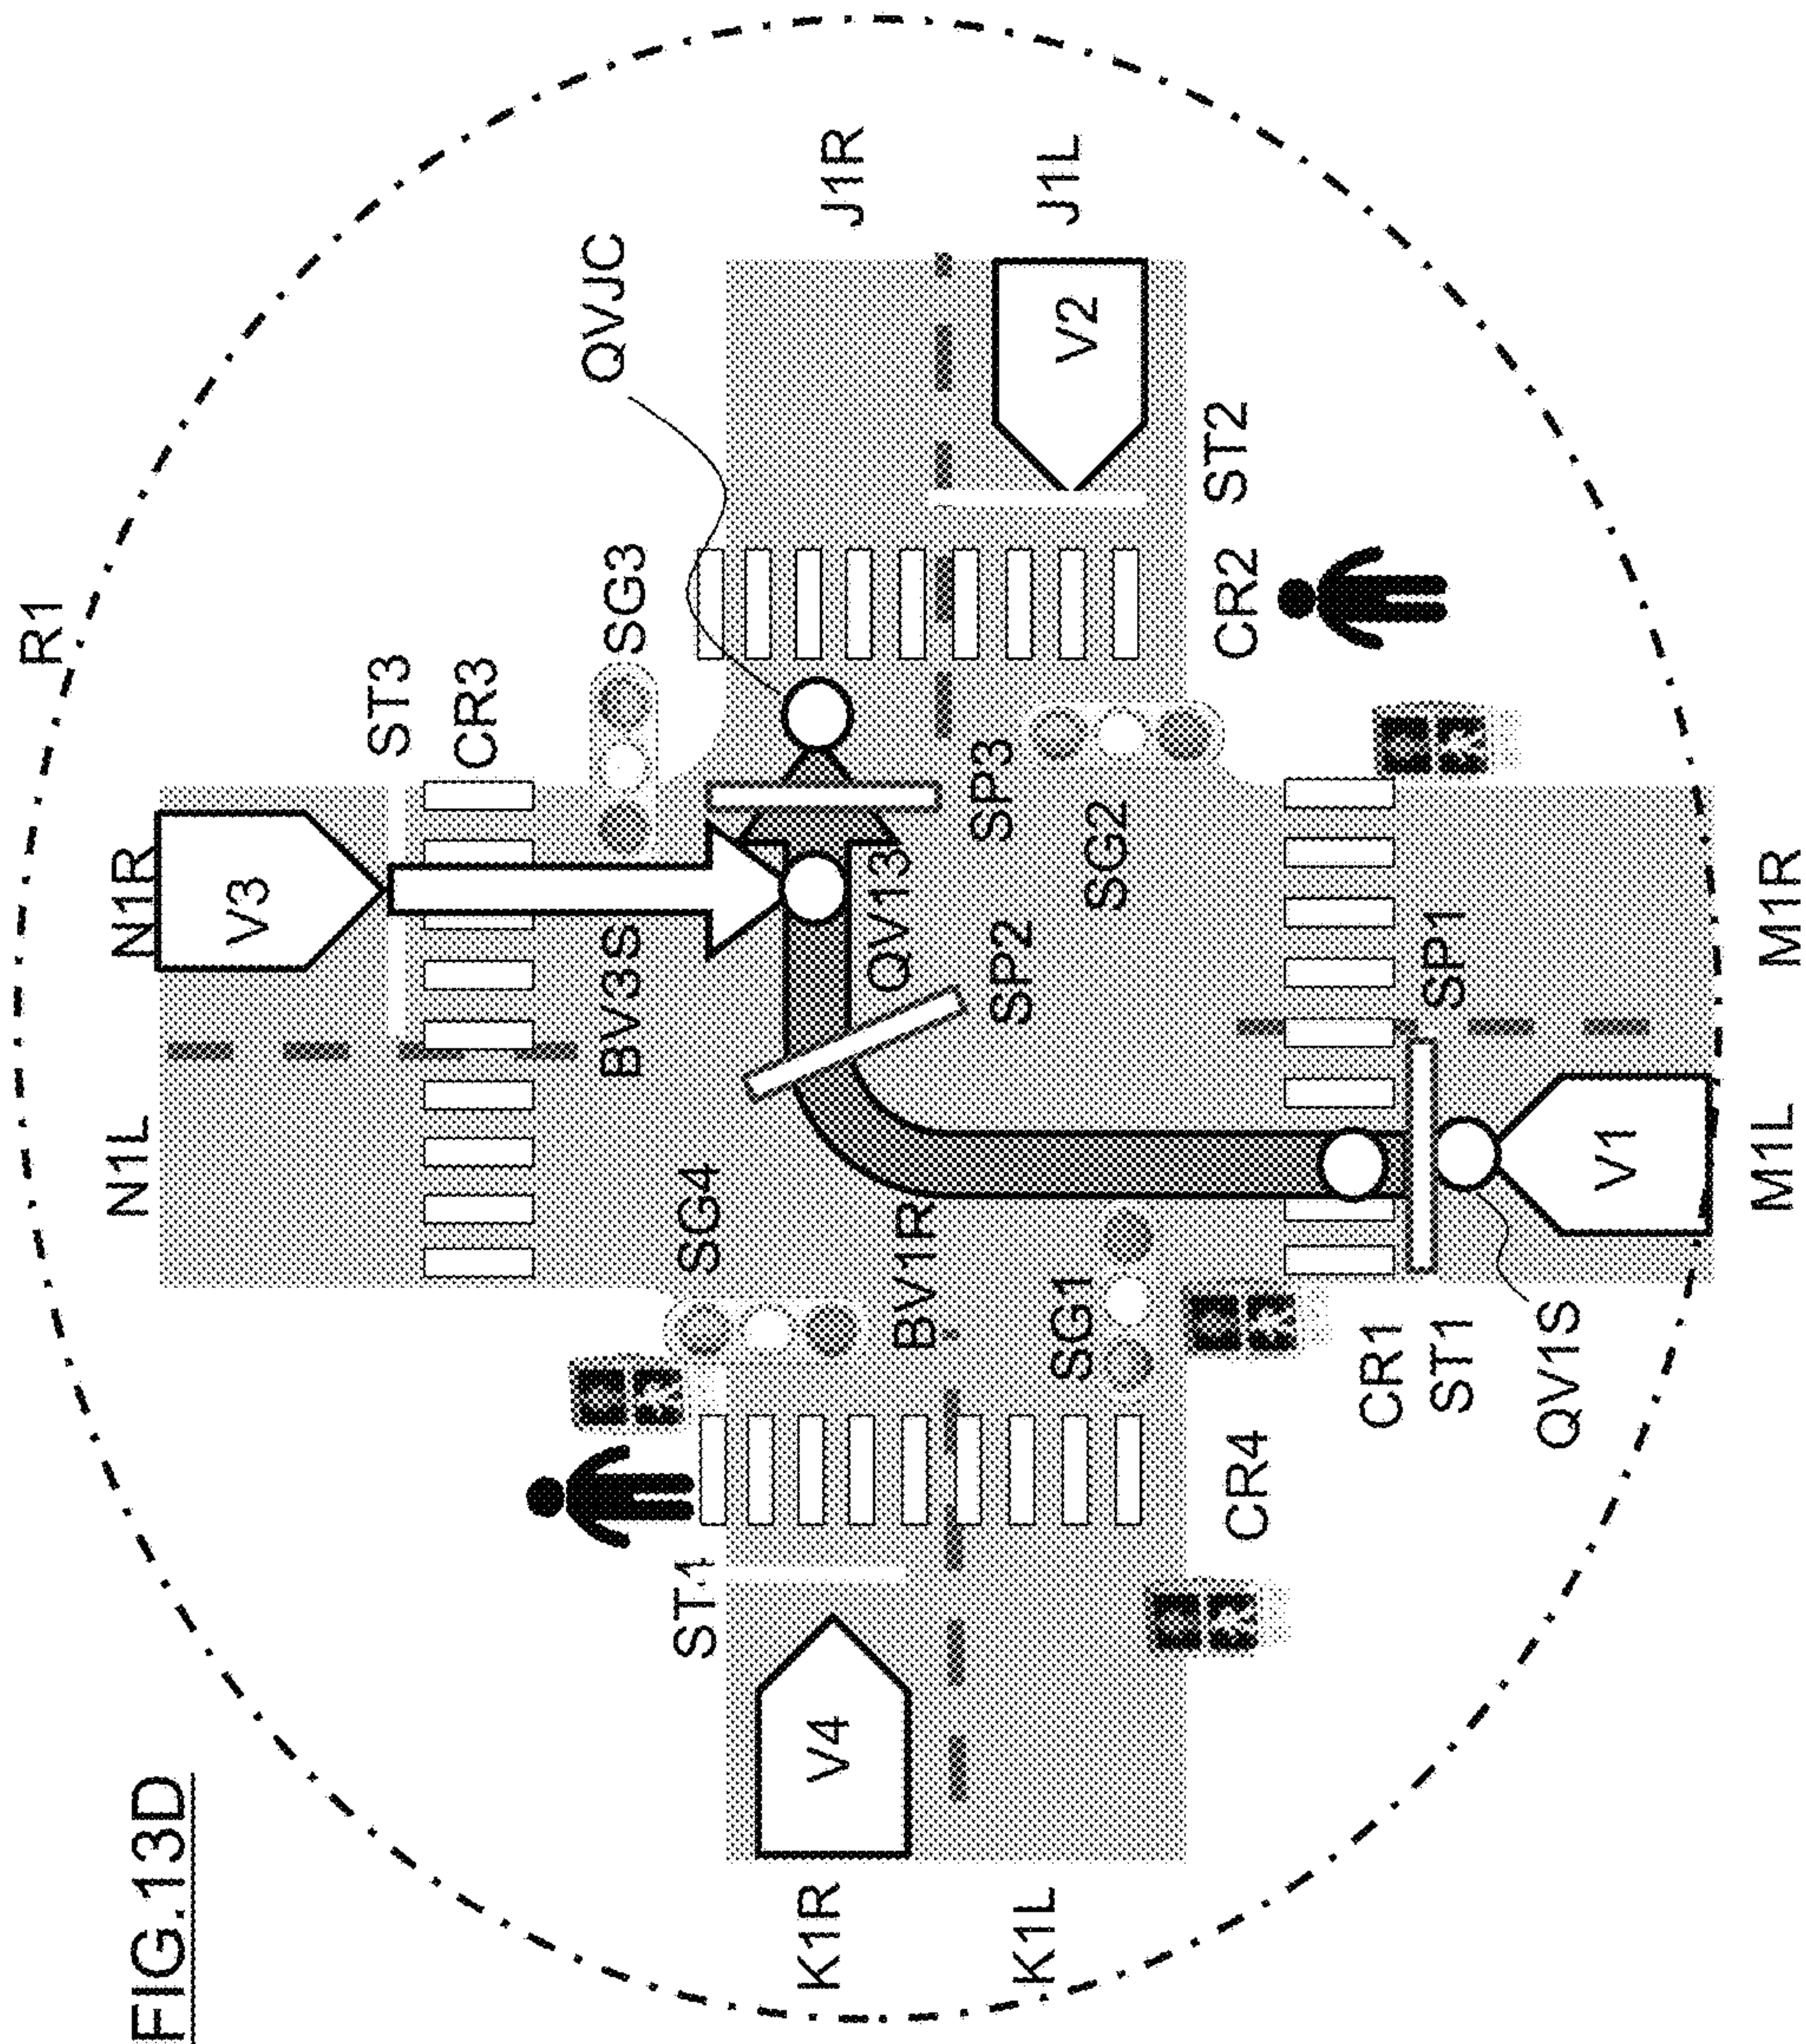 FIG.13D
R1
N1L
N1R
V3
ST3
CR3
SG3
QVJC
J1R
J1L
V2
ST2
CR2
BV3S
QV13
SP3
SP2
SG2
SG4
BV1R
SG1
ST4
V4
K1R
K1L
CR4
CR1
ST1
QV1S
SP1
V1
M1L
M1R